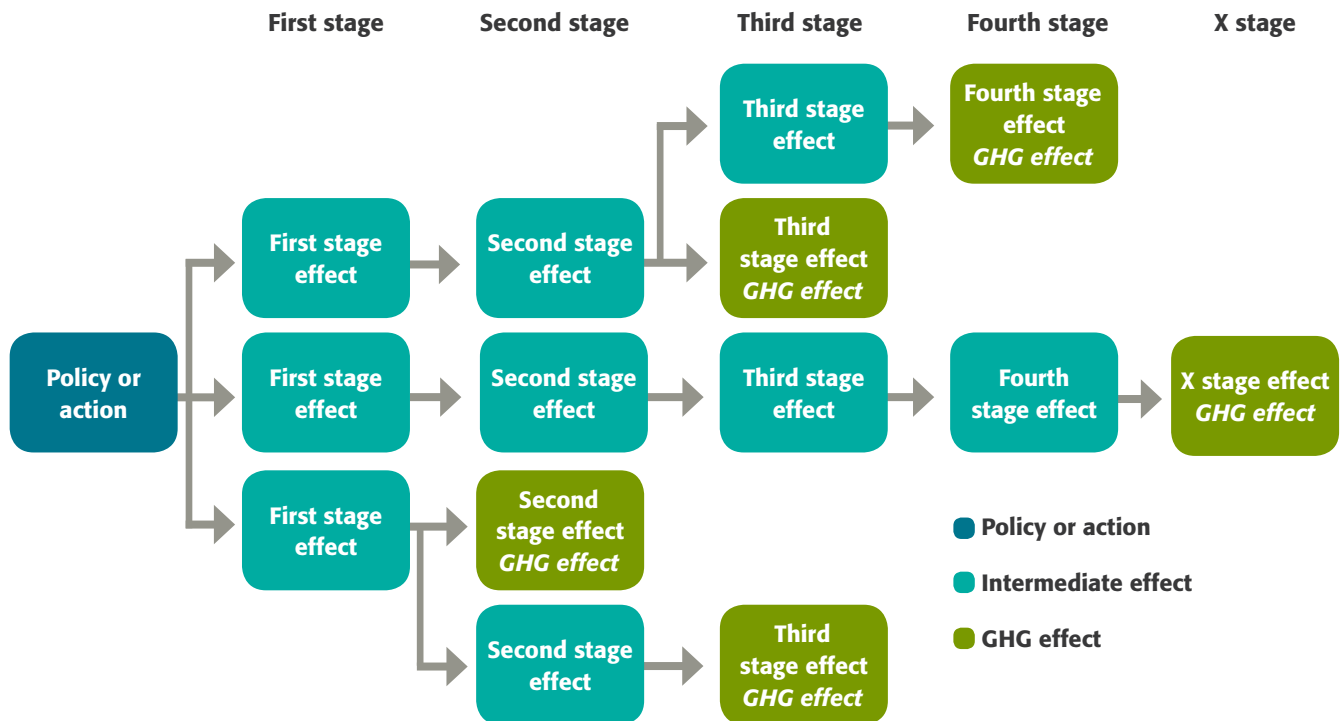 First stage
Second stage
Third stage
Fourth stage
X stage
Third stage
effect
Fourth stage
effect
GHG effect
First stage
effect
Second stage
effect
Third
stage effect
GHG effect
Policy or
action
First stage
effect
Second stage
effect
Third stage
effect
Fourth
stage effect
X stage effect
GHG effect
First stage
effect
Second
stage effect
GHG effect
Second stage
effect
Third
stage effect
GHG effect
Policy or action
Intermediate effect
GHG effect